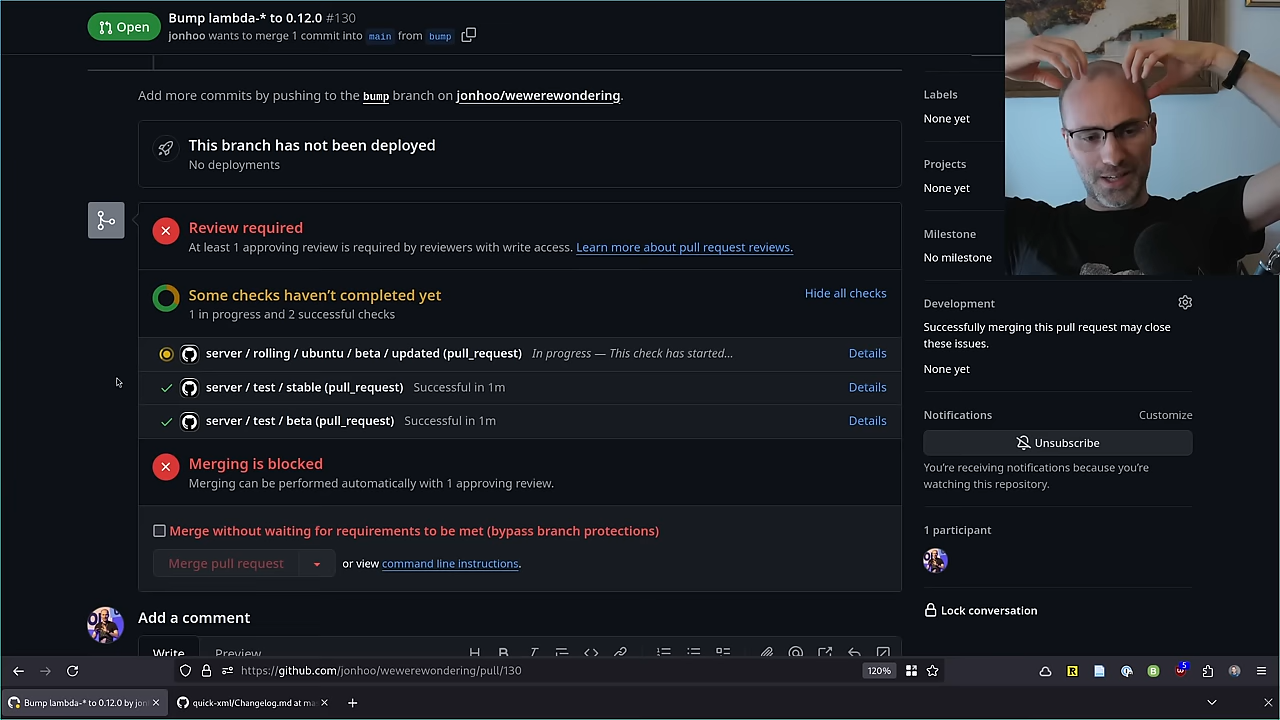 Open
Bump lambda-* to 0.12.0 #130
jonhoo wants to merge 1 commit into main from bump
Add more commits by pushing to the bump branch on jonhoo/wewerewondering.
This branch has not been deployed
No deployments
Review required
At least 1 approving review is required by reviewers with write access. Learn more about pull request reviews.
Some checks haven't completed yet
Hide all checks
1 in progress and 2 successful checks
server / rolling / ubuntu / beta / updated (pull_request) In progress — This check has started... Details
server / test / stable (pull_request) Successful in 1m Details
server / test / beta (pull_request) Successful in 1m Details
Merging is blocked
Merging can be performed automatically with 1 approving review.
Merge without waiting for requirements to be met (bypass branch protections)
Merge pull request or view command line instructions.
Add a comment
Write Preview
Labels
None yet
Projects
None yet
Milestone
No milestone
Development
Successfully merging this pull request may close
these issues.
None yet
Notifications Customize
Unsubscribe
You're receiving notifications because you're
watching this repository.
1 participant
Lock conversation
https://github.com/jonhoo/wewerewondering/pull/130 120%
Bump lambda-* to 0.12.0 by jon
quick-xml/Changelog.md at ma